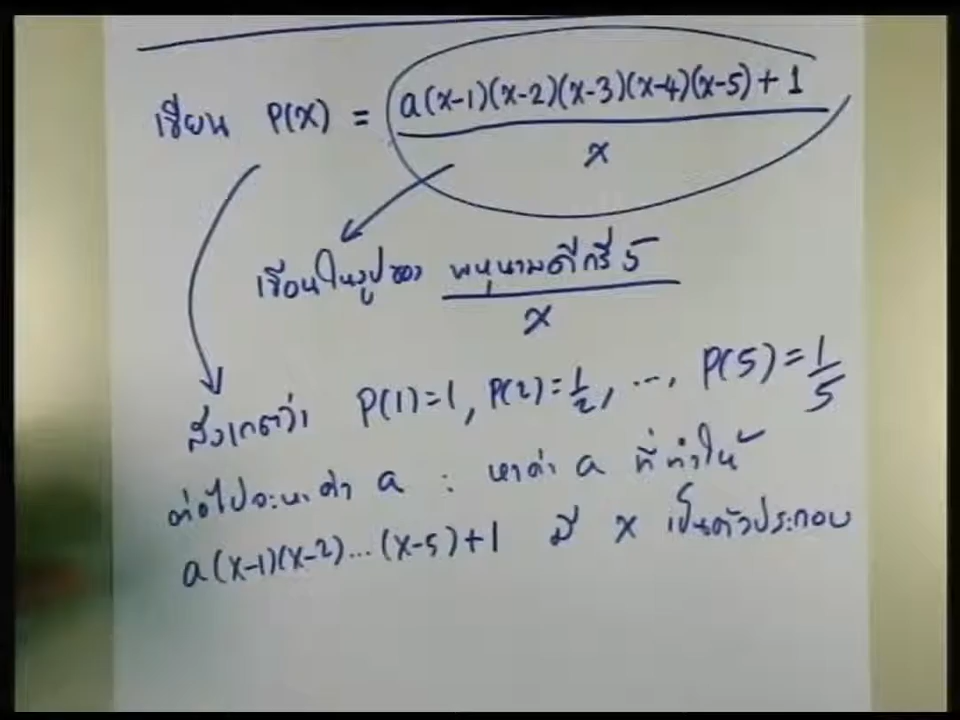 เขียน P(x) = a(x-1)(x-2)(x-3)(x-4)(x-5)+1
x
เขียนในรูปของ พหุนามดีกรี 5
x
สังเกตว่า P(1)=1, P(2)=1/2, ..., P(5)=1/5
ต่อไปจะหาค่า a : หาค่า a ที่ทำให้
a(x-1)(x-2)...(x-5)+1 มี x เป็นตัวประกอบ